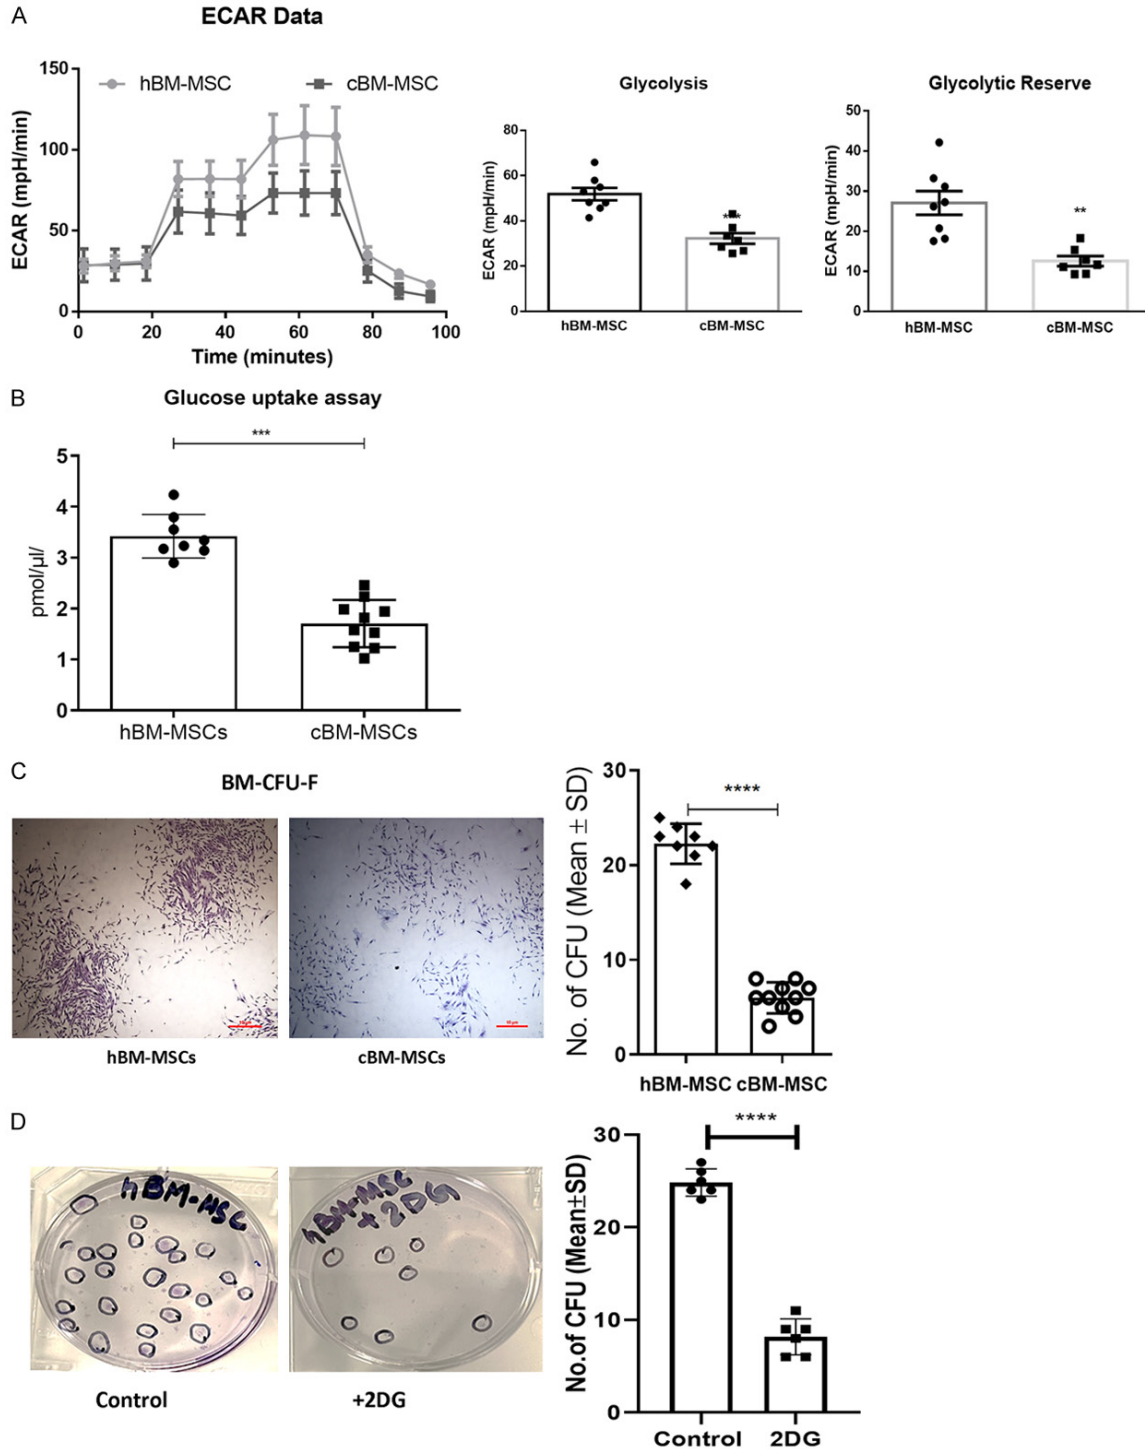 A
ECAR Data
hBM-MSC
cBM-MSC
ECAR (mpH/min)
150
100
50
0
0
20
40
60
80
100
Time (minutes)
Glycolysis
ECAR (mpH/min)
80
60
40
20
0
hBM-MSC
cBM-MSC
Glycolytic Reserve
ECAR (mpH/min)
50
40
30
20
10
0
**
hBM-MSC
cBM-MSC
B
Glucose uptake assay
***
pmol/µl/
5
4
3
2
1
0
hBM-MSCs
cBM-MSCs
C
BM-CFU-F
hBM-MSCs
cBM-MSCs
No. of CFU (Mean ± SD)
30
20
10
0
****
hBM-MSC
cBM-MSC
D
hBM-MSC
hBM-MSC
+2DG
Control
+2DG
No.of CFU (Mean±SD)
30
20
10
0
****
Control
2DG